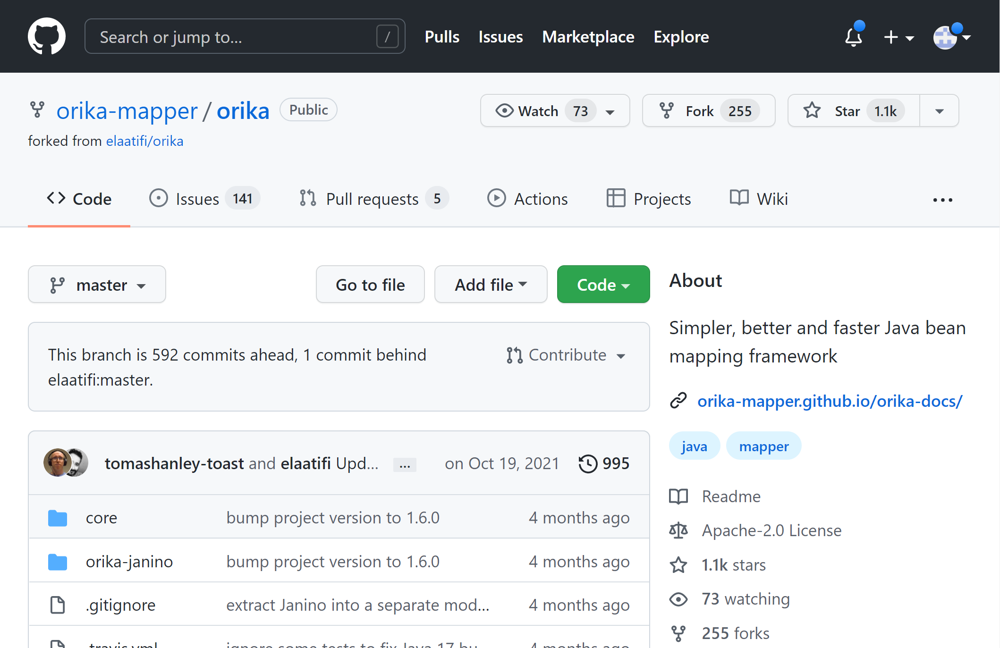 Search or jump to... / Pulls Issues Marketplace Explore
orika-mapper / orika Public Watch 73 Fork 255 Star 1.1k
forked from elaatifi/orika
Code Issues 141 Pull requests 5 Actions Projects Wiki ...
master Go to file Add file Code
This branch is 592 commits ahead, 1 commit behind
elaatifi:master.
Contribute
tomashanley-toast and elaatifi Upd... ... on Oct 19, 2021 995
core bump project version to 1.6.0 4 months ago
orika-janino bump project version to 1.6.0 4 months ago
.gitignore extract Janino into a separate mod... 4 months ago
.travis.yml ignore some tests to fix Java 17 bu... 4 months ago
About
Simpler, better and faster Java bean
mapping framework
orika-mapper.github.io/orika-docs/
java mapper
Readme
Apache-2.0 License
1.1k stars
73 watching
255 forks